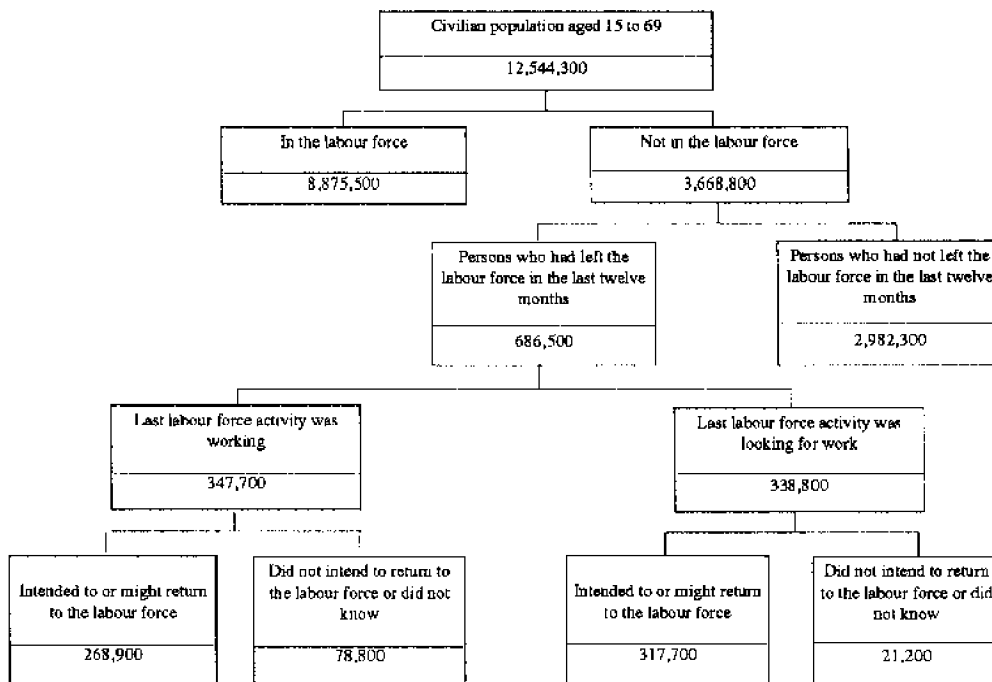 Civilian population aged 15 to 69
12,544,300
In the labour force
8,875,500
Not in the labour force
3,668,800
Persons who had left the
labour force in the last twelve
months
686,500
Persons who had not left the
labour force in the last twelve
months
2,982,300
Last labour force activity was
working
347,700
Last labour force activity was
looking for work
338,800
Intended to or might return
to the labour force
268,900
Did not intend to return to
the labour force or did not
know
78,800
Intended to or might return
to the labour force
317,700
Did not intend to return
to the labour force or did
not know
21,200